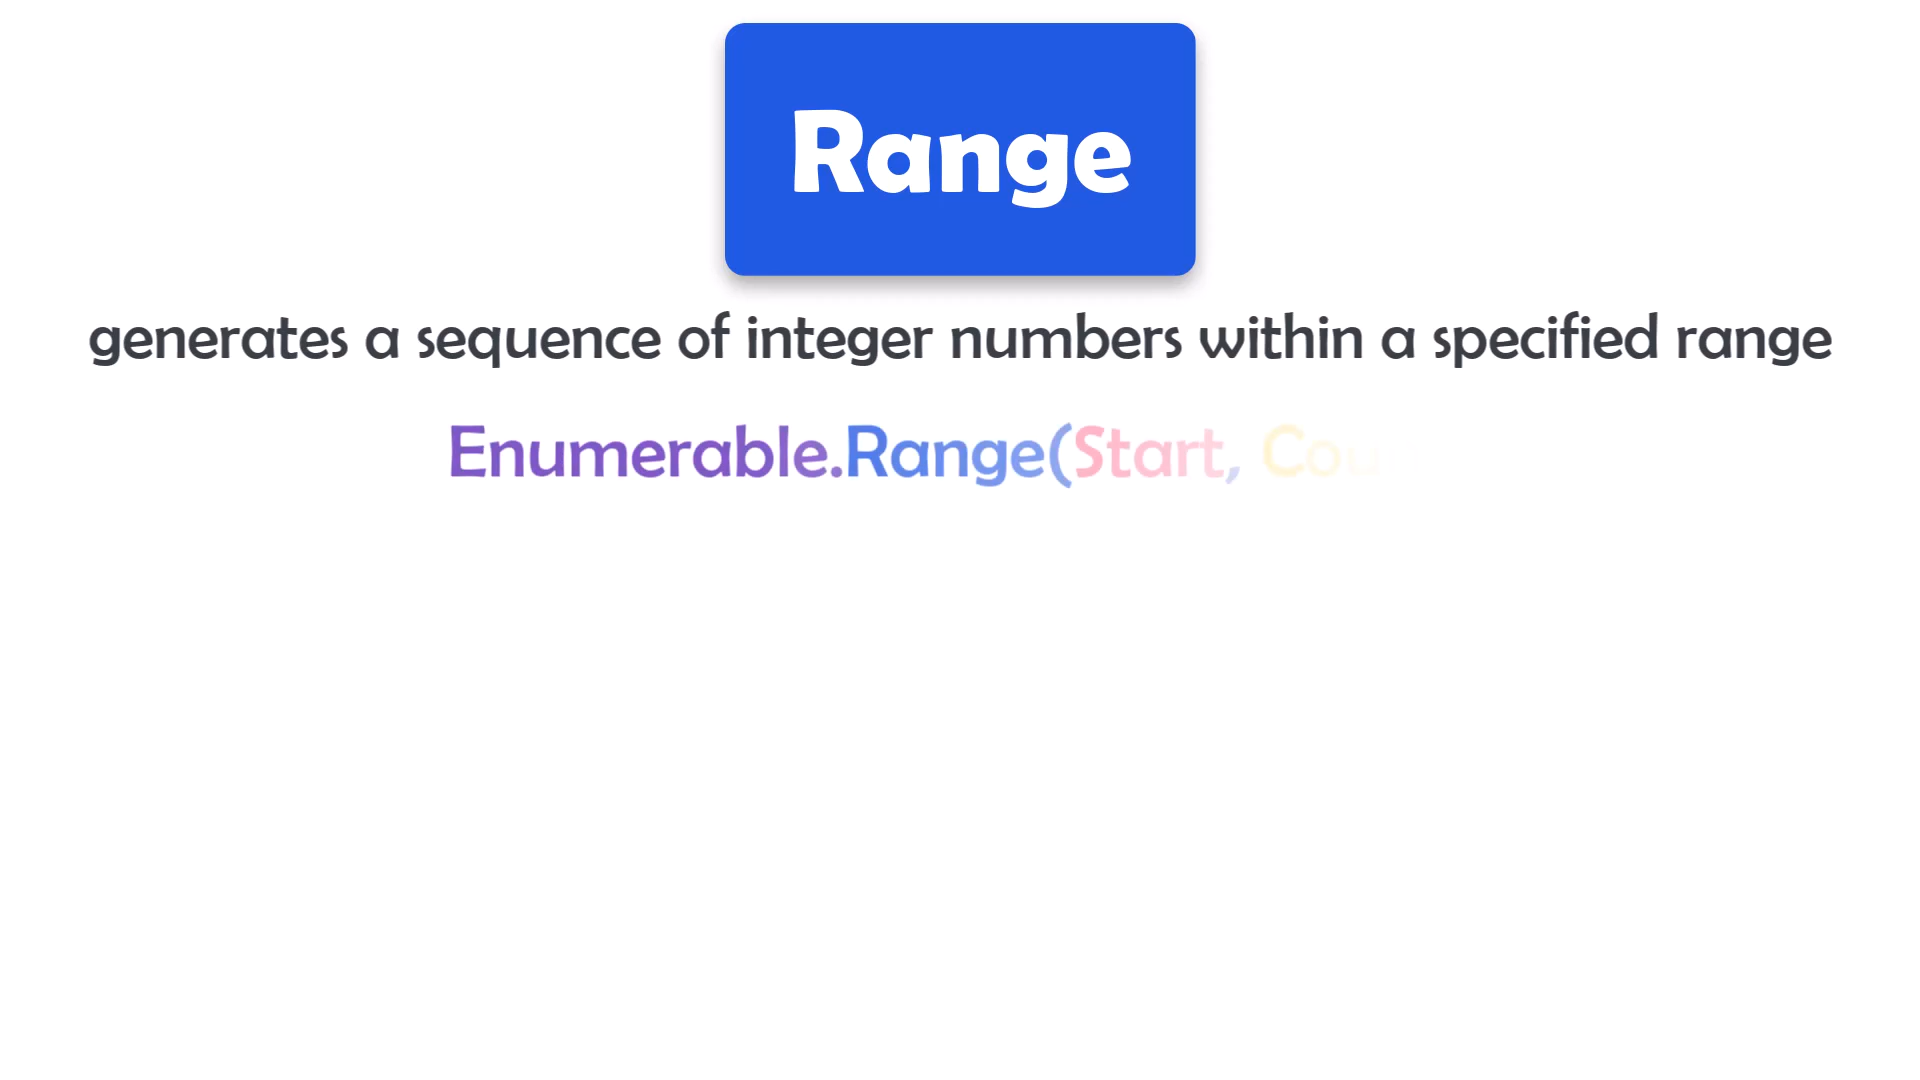 Range
generates a sequence of integer numbers within a specified range
Enumerable.Range(Start,